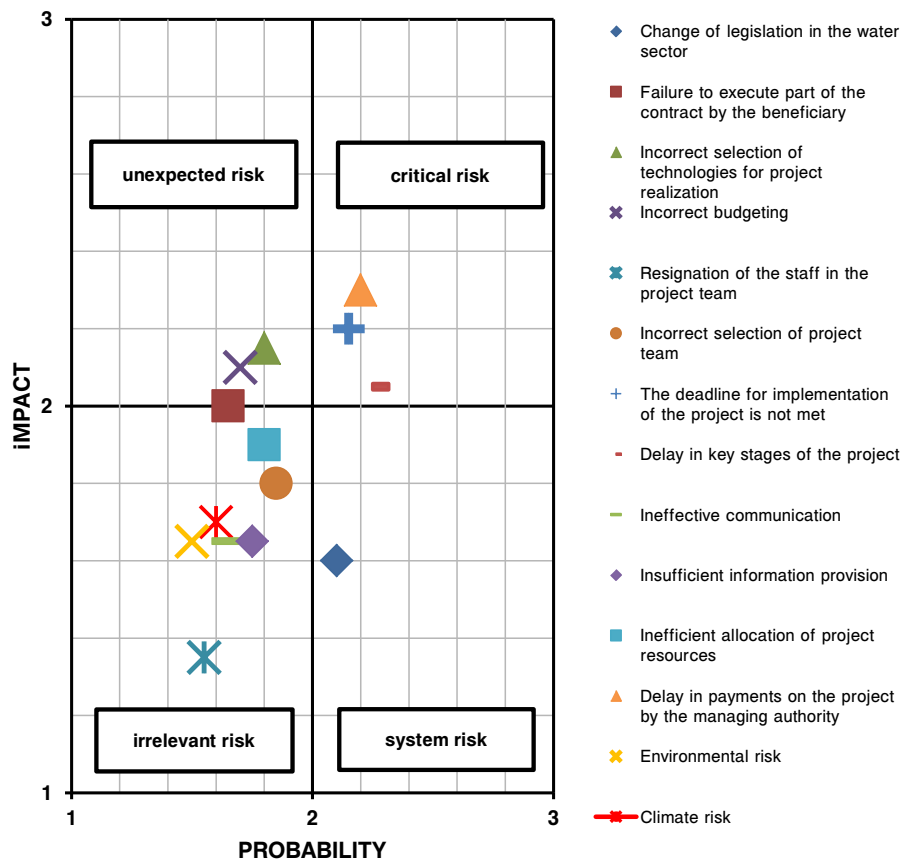 3
2
1
iMPACT
unexpected risk
critical risk
irrelevant risk
system risk
1
2
3
PROBABILITY
Change of legislation in the water
sector
Failure to execute part of the
contract by the beneficiary
Incorrect selection of
technologies for project
realization
Incorrect budgeting
Resignation of the staff in the
project team
Incorrect selection of project
team
The deadline for implementation
of the project is not met
Delay in key stages of the project
Ineffective communication
Insufficient information provision
Inefficient allocation of project
resources
Delay in payments on the project
by the managing authority
Environmental risk
Climate risk